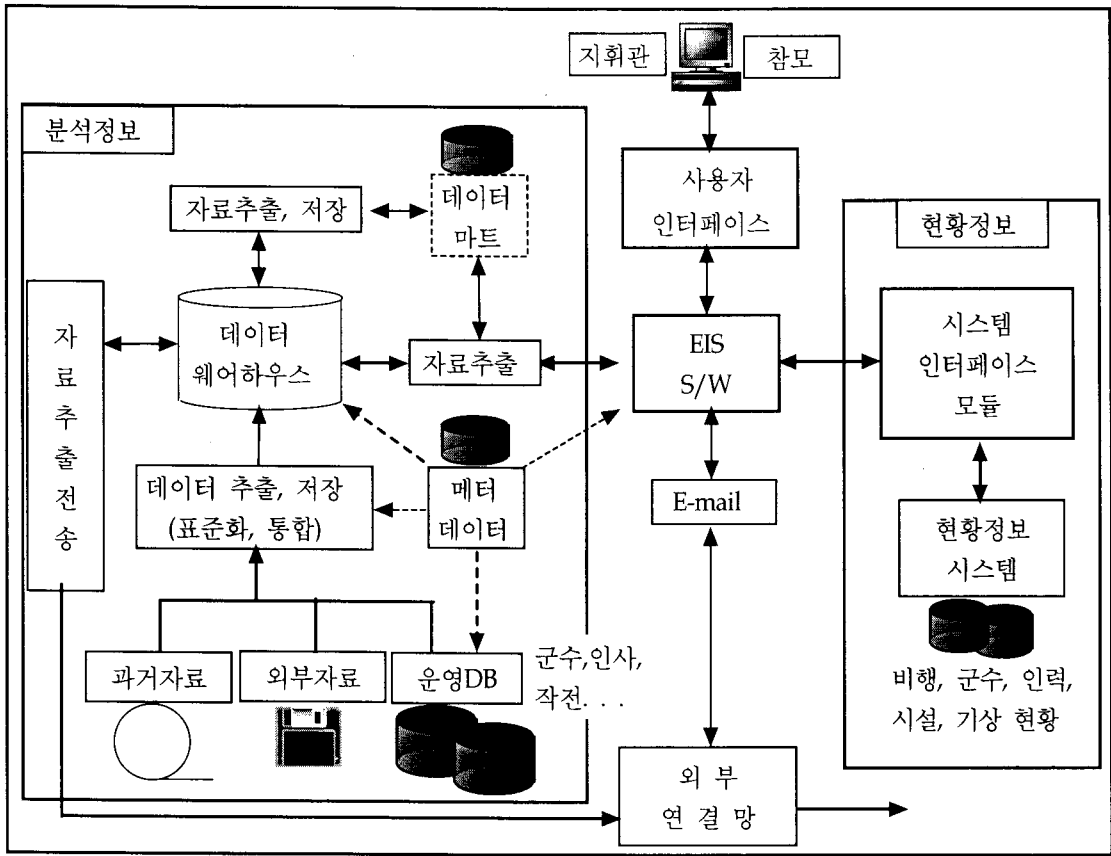 지휘관
참모
분석정보
사용자
인터페이스
현황정보
자료추출, 저장
데이터
마트
자료추출전송
데이터
웨어하우스
자료추출
EIS
S/W
시스템
인터페이스
모듈
데이터 추출, 저장
(표준화, 통합)
메터
데이터
E-mail
현황정보
시스템
과거자료
외부자료
운영DB
군수,인사,
작전. . .
비행, 군수, 인력,
시설, 기상 현황
외 부
연 결 망